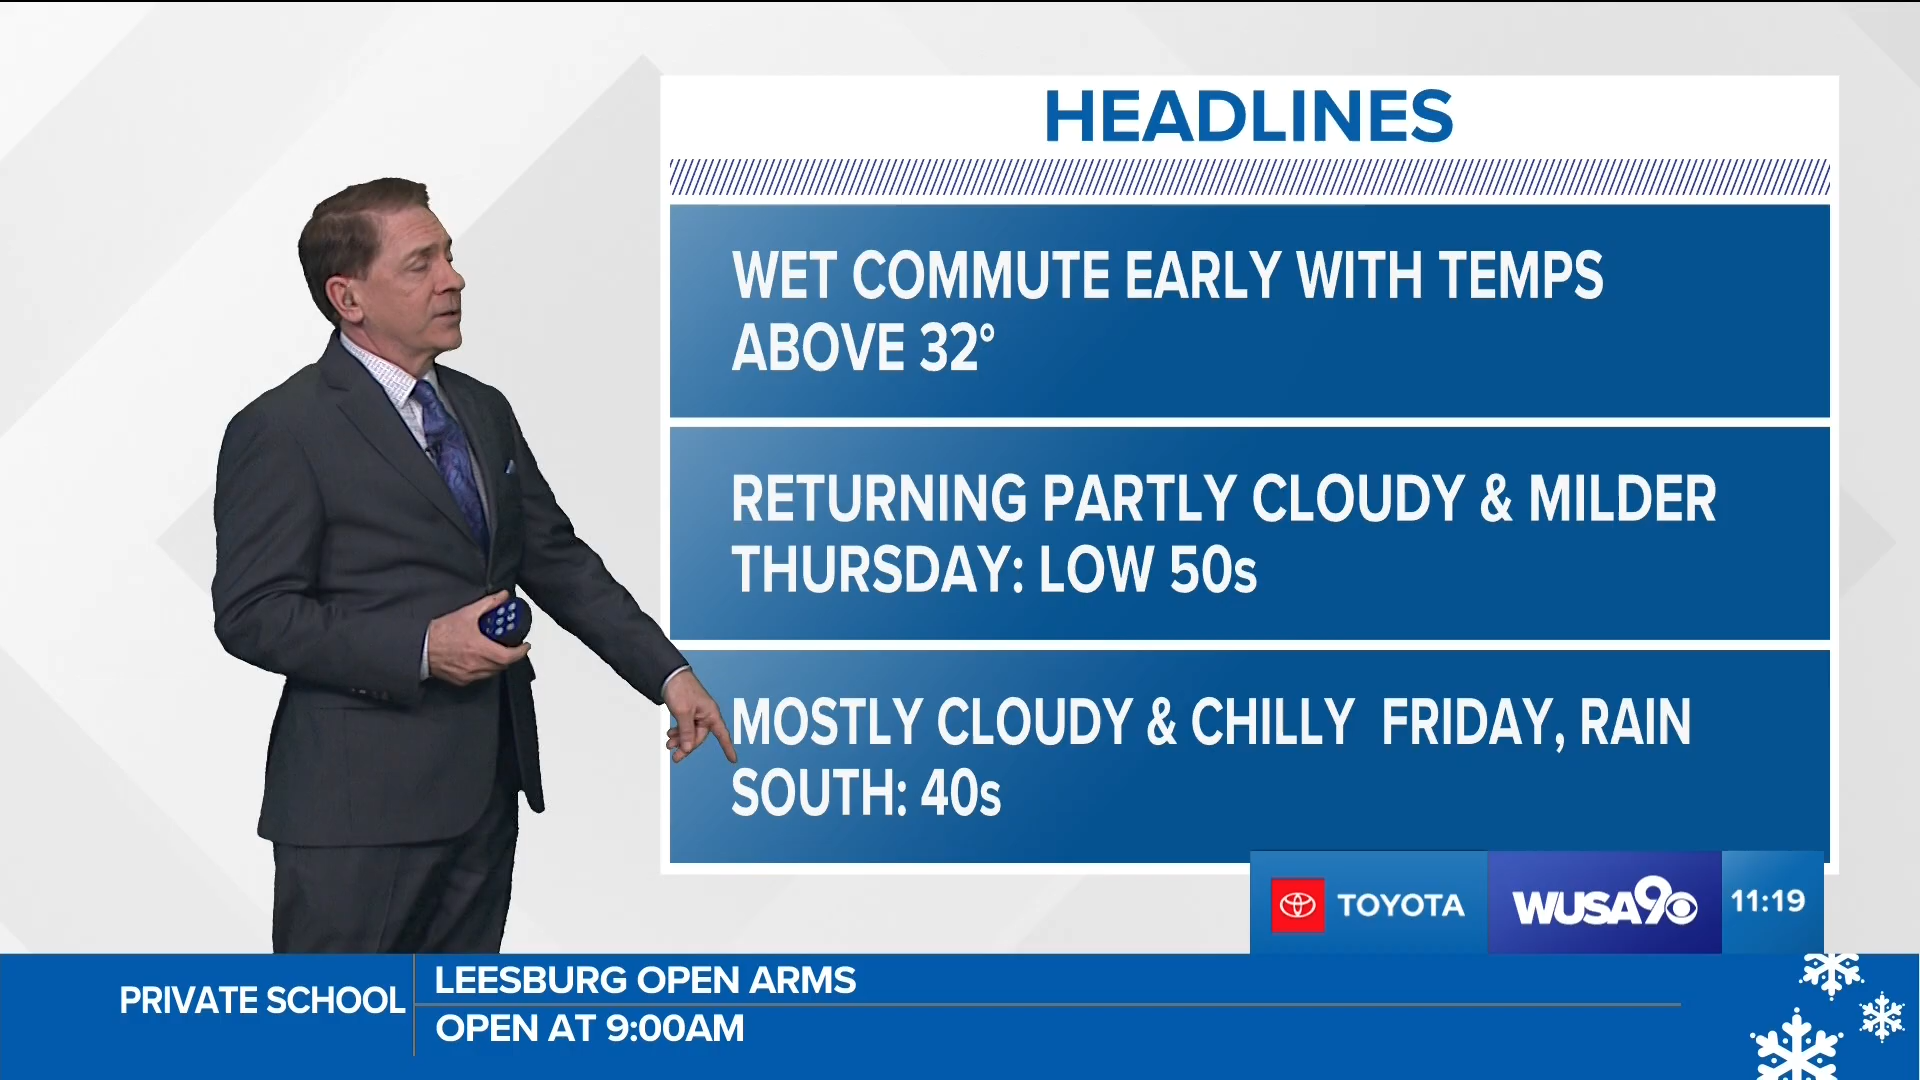 HEADLINES
WET COMMUTE EARLY WITH TEMPS
ABOVE 32°
RETURNING PARTLY CLOUDY & MILDER
THURSDAY: LOW 50s
MOSTLY CLOUDY & CHILLY FRIDAY, RAIN
SOUTH: 40s
TOYOTA WUSA9 11:19
PRIVATE SCHOOL
LEESBURG OPEN ARMS
OPEN AT 9:00AM